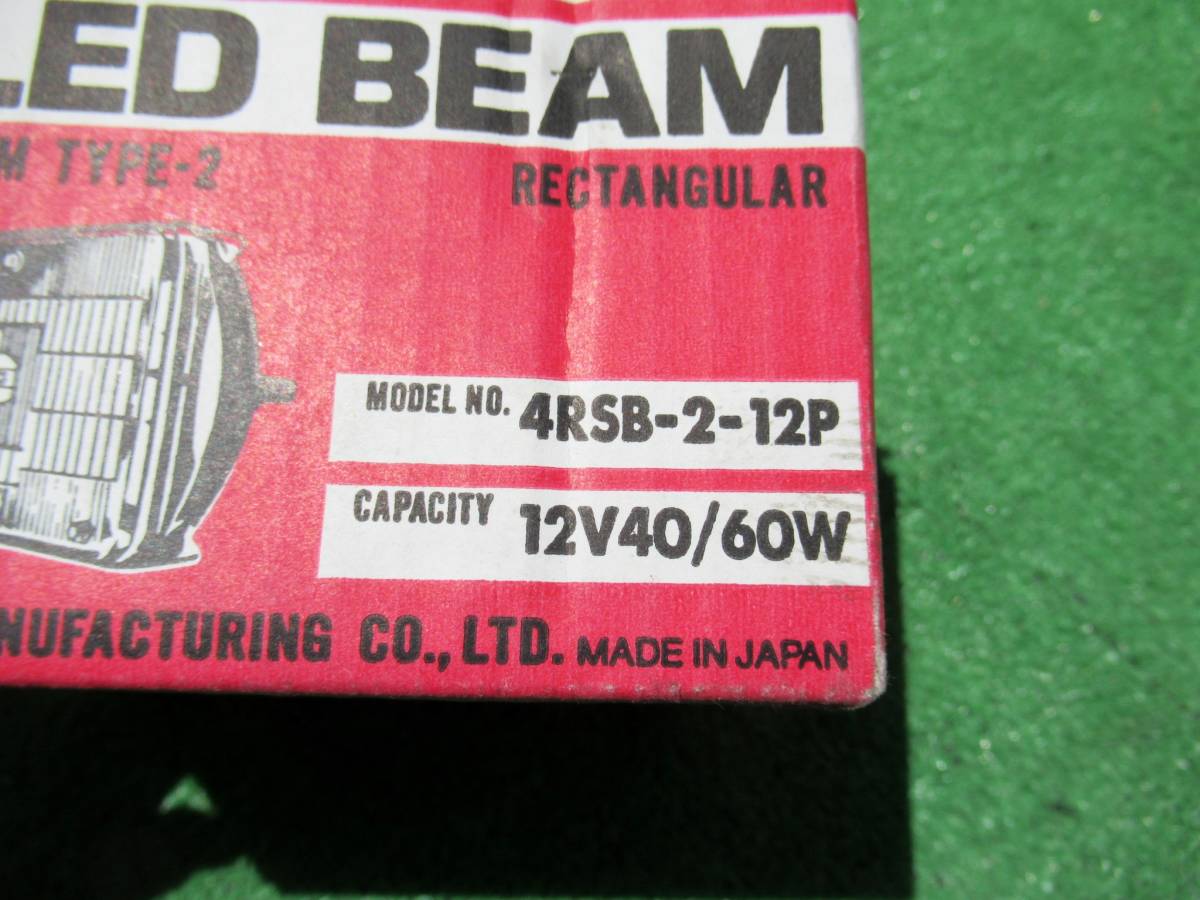 LED BEAM
M TYPE-2
RECTANGULAR
MODEL NO. 4RSB-2-12P
CAPACITY 12V40/60W
NUFACTURING CO., LTD. MADE IN JAPAN